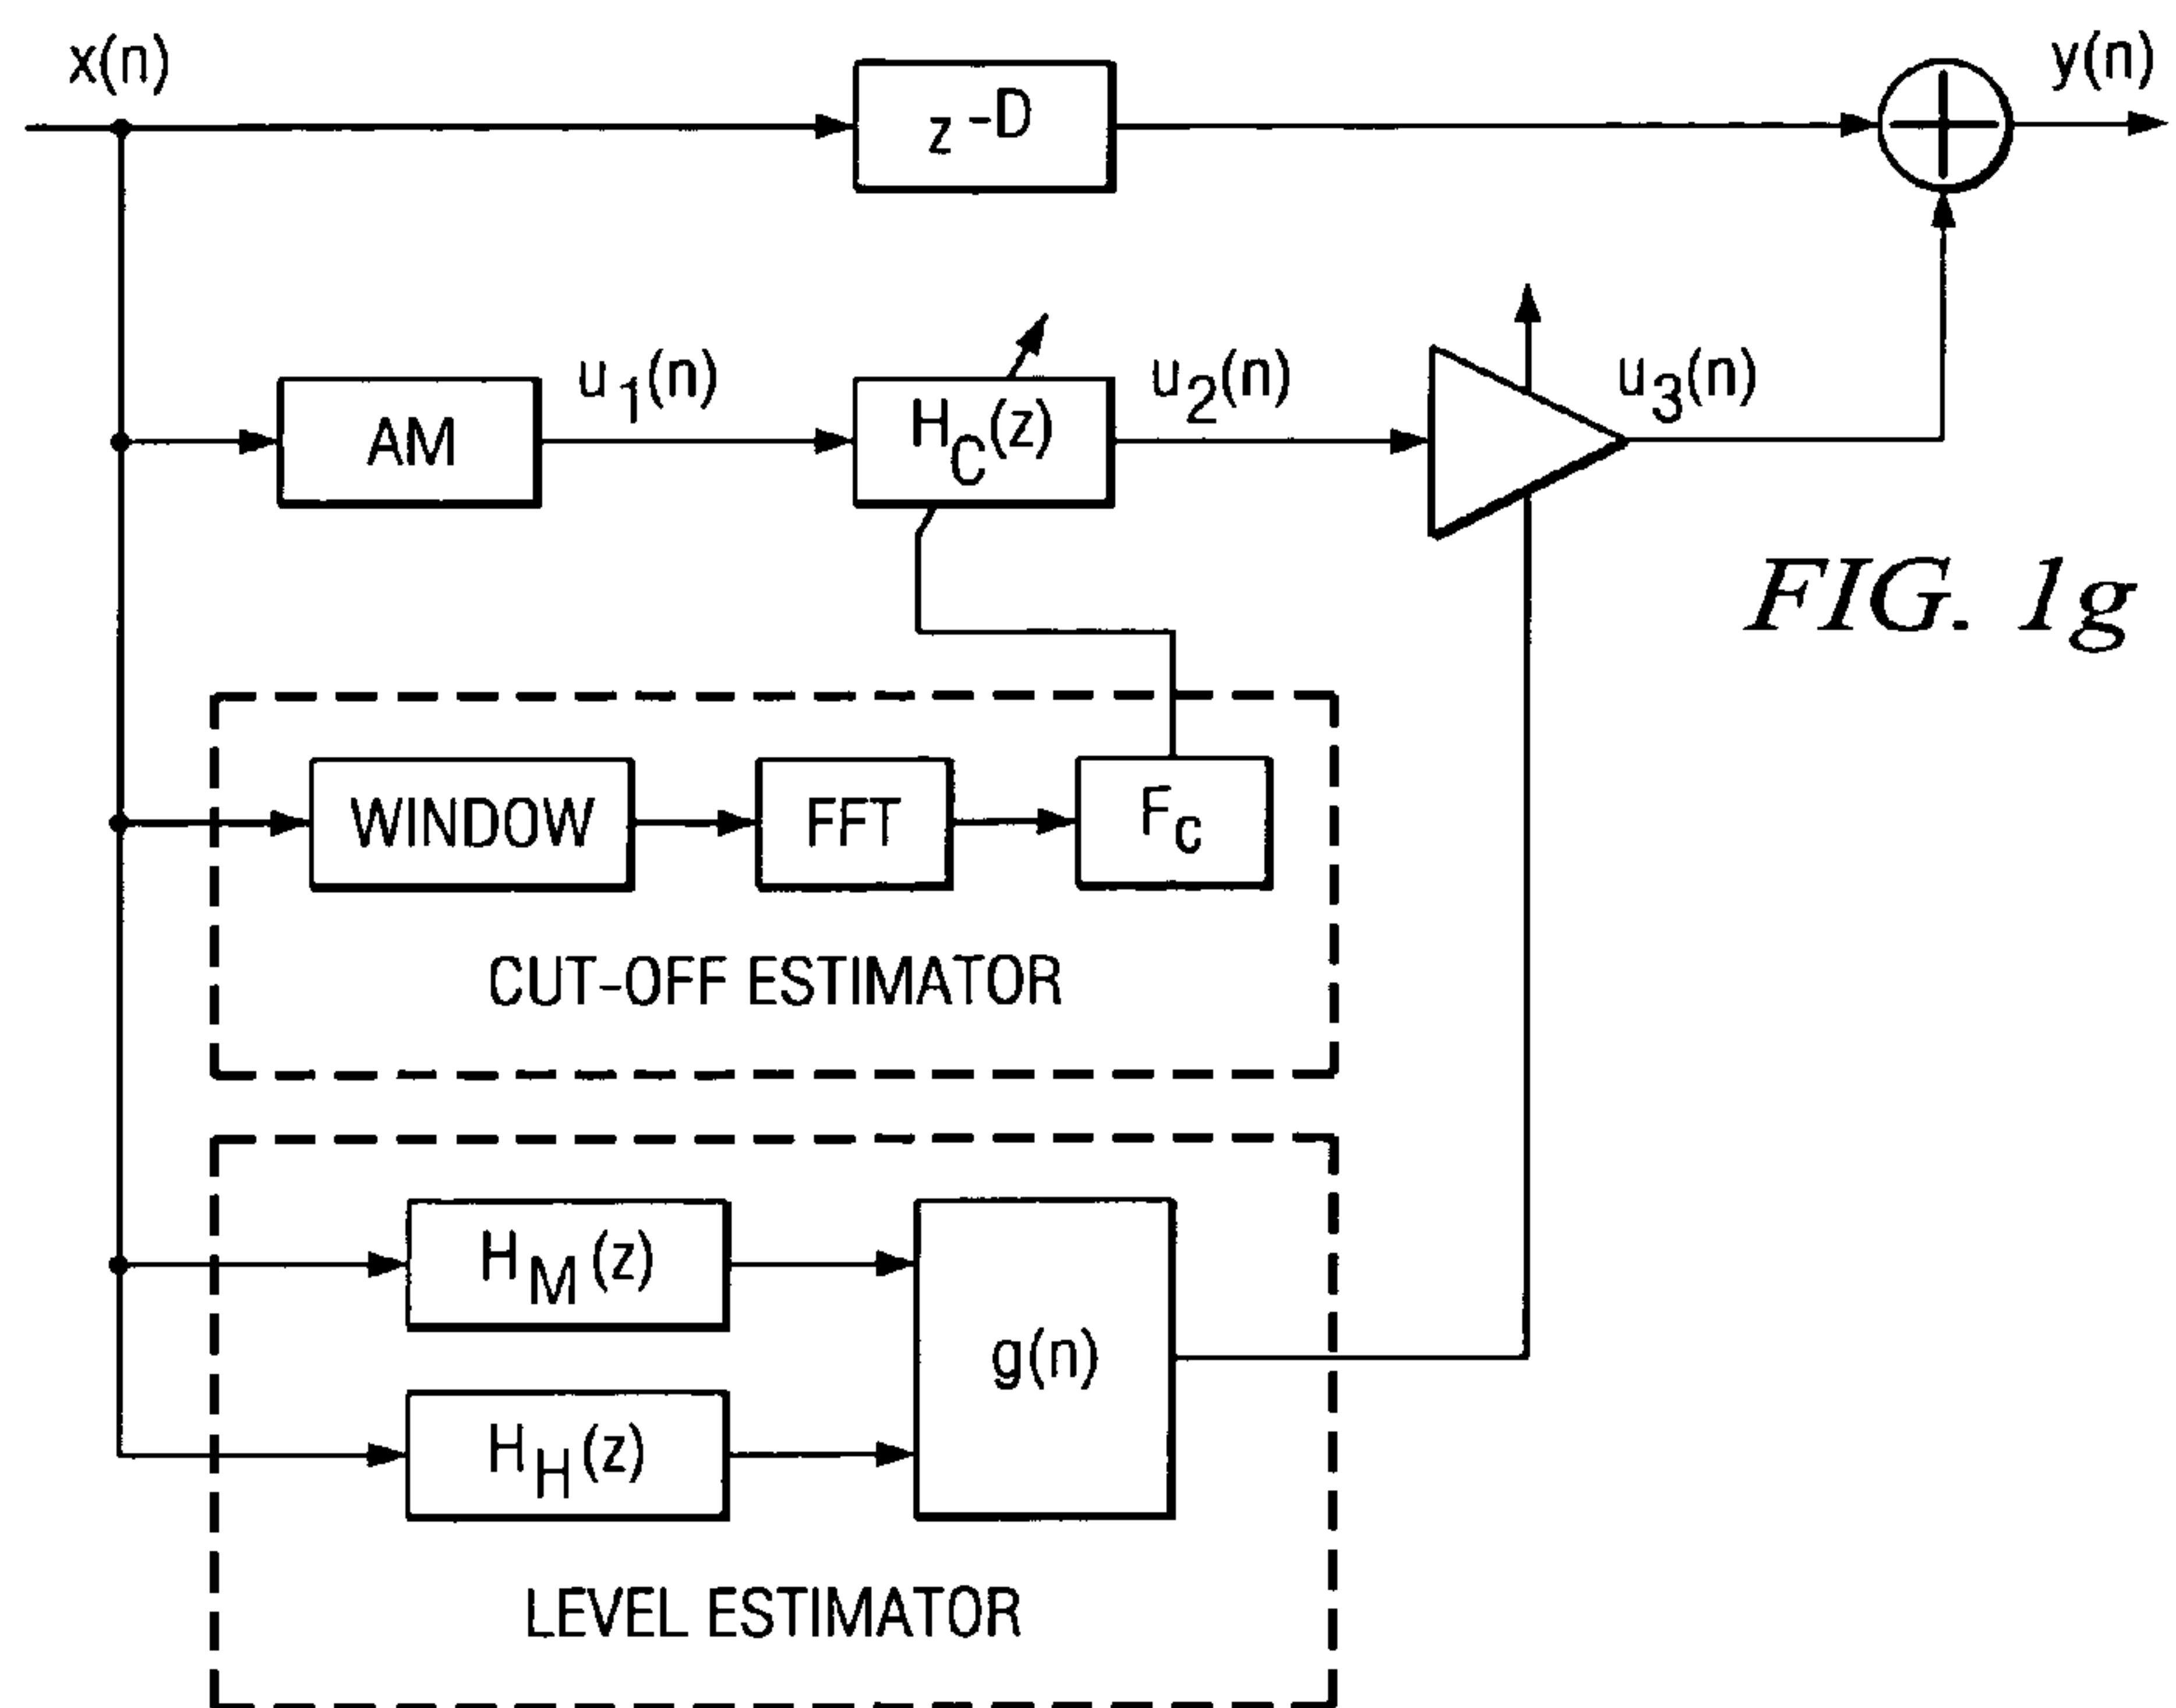 x(n)
z -D
y(n)
AM
u1(n)
HC(z)
u2(n)
u3(n)
FIG. 1g
WINDOW
FFT
Fc
CUT-OFF ESTIMATOR
HM(z)
g(n)
HH(z)
LEVEL ESTIMATOR